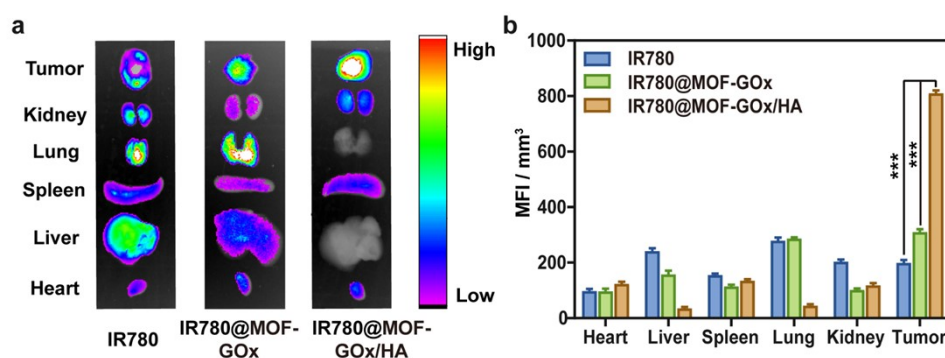 a
Tumor
Kidney
Lung
Spleen
Liver
Heart
IR780
IR780@MOF-
GOx
IR780@MOF-
GOx/HA
High
Low
b
MFI / mm³
1000
800
600
400
200
0
IR780
IR780@MOF-GOx
IR780@MOF-GOx/HA
***
***
Heart
Liver
Spleen
Lung
Kidney
Tumor